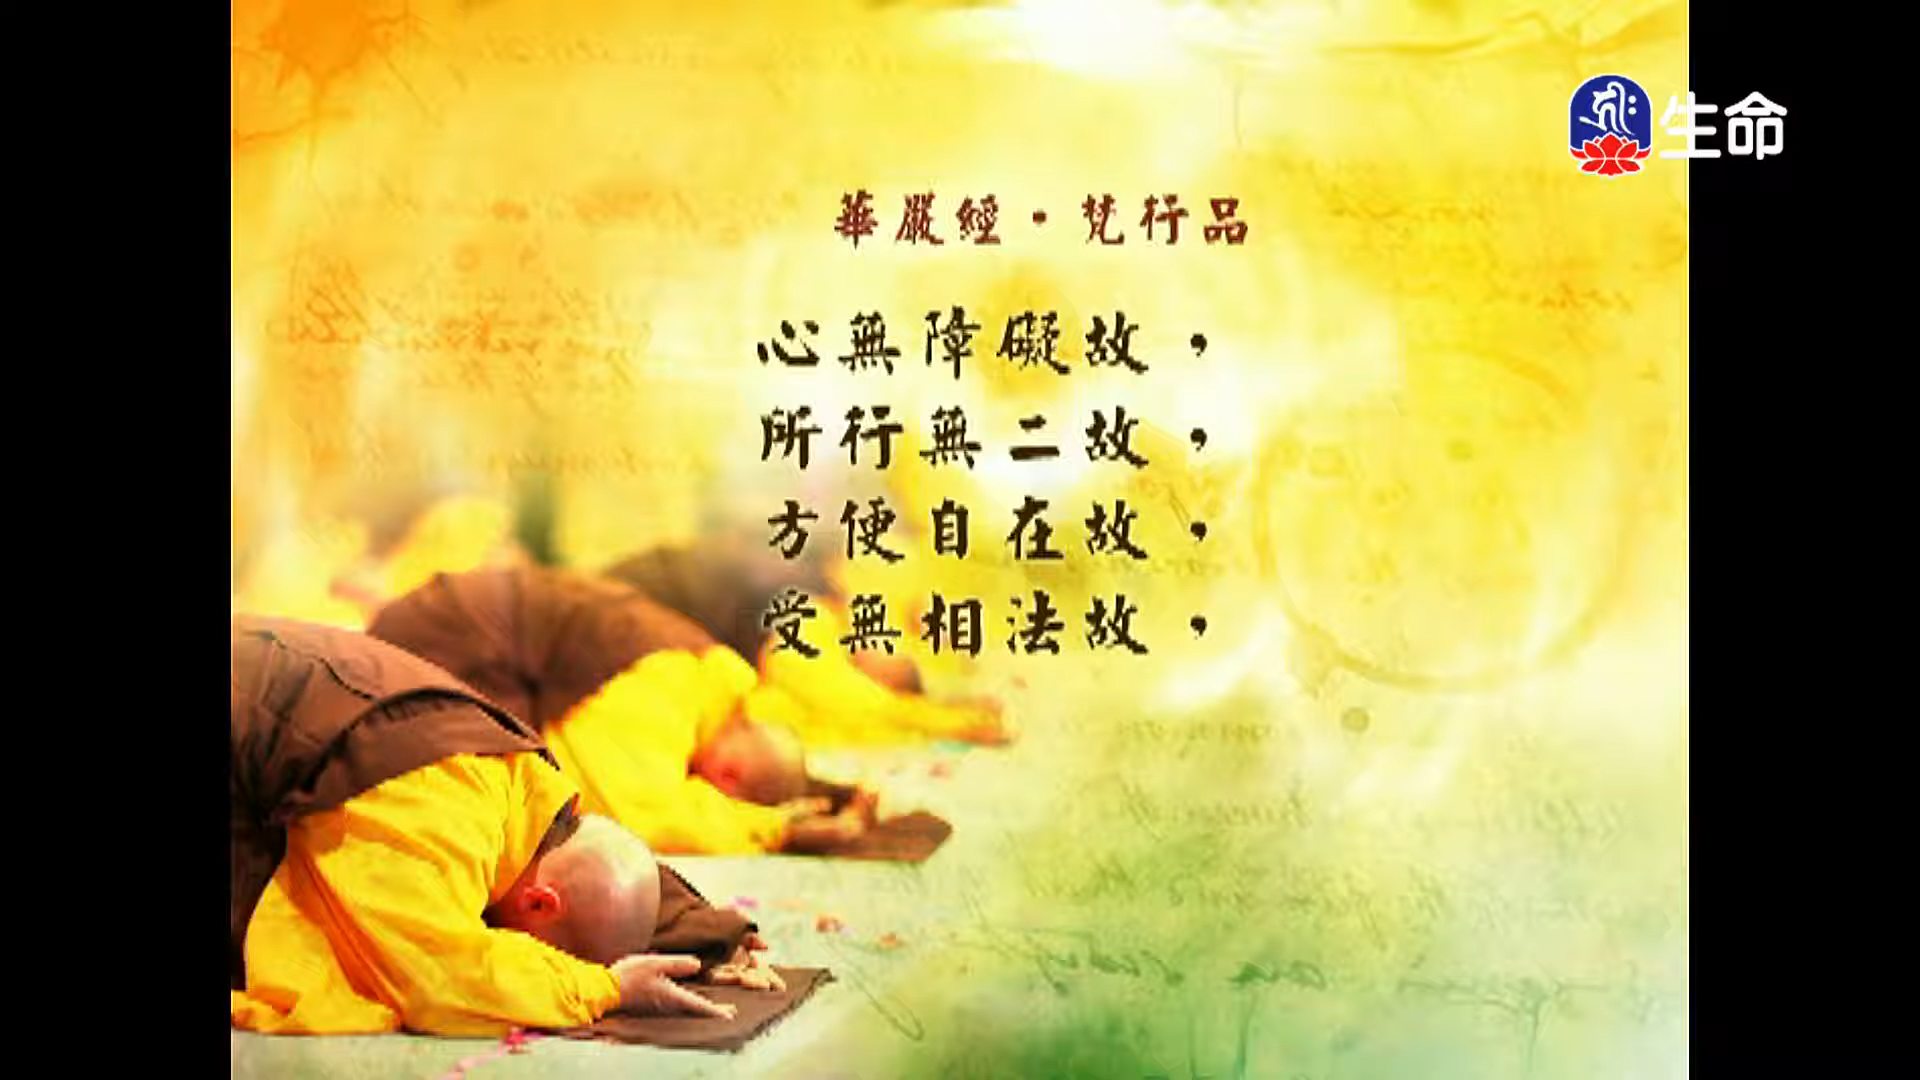 生命
華嚴經·梵行品
心無障礙故，
所行無二故，
方便自在故，
受無相法故，